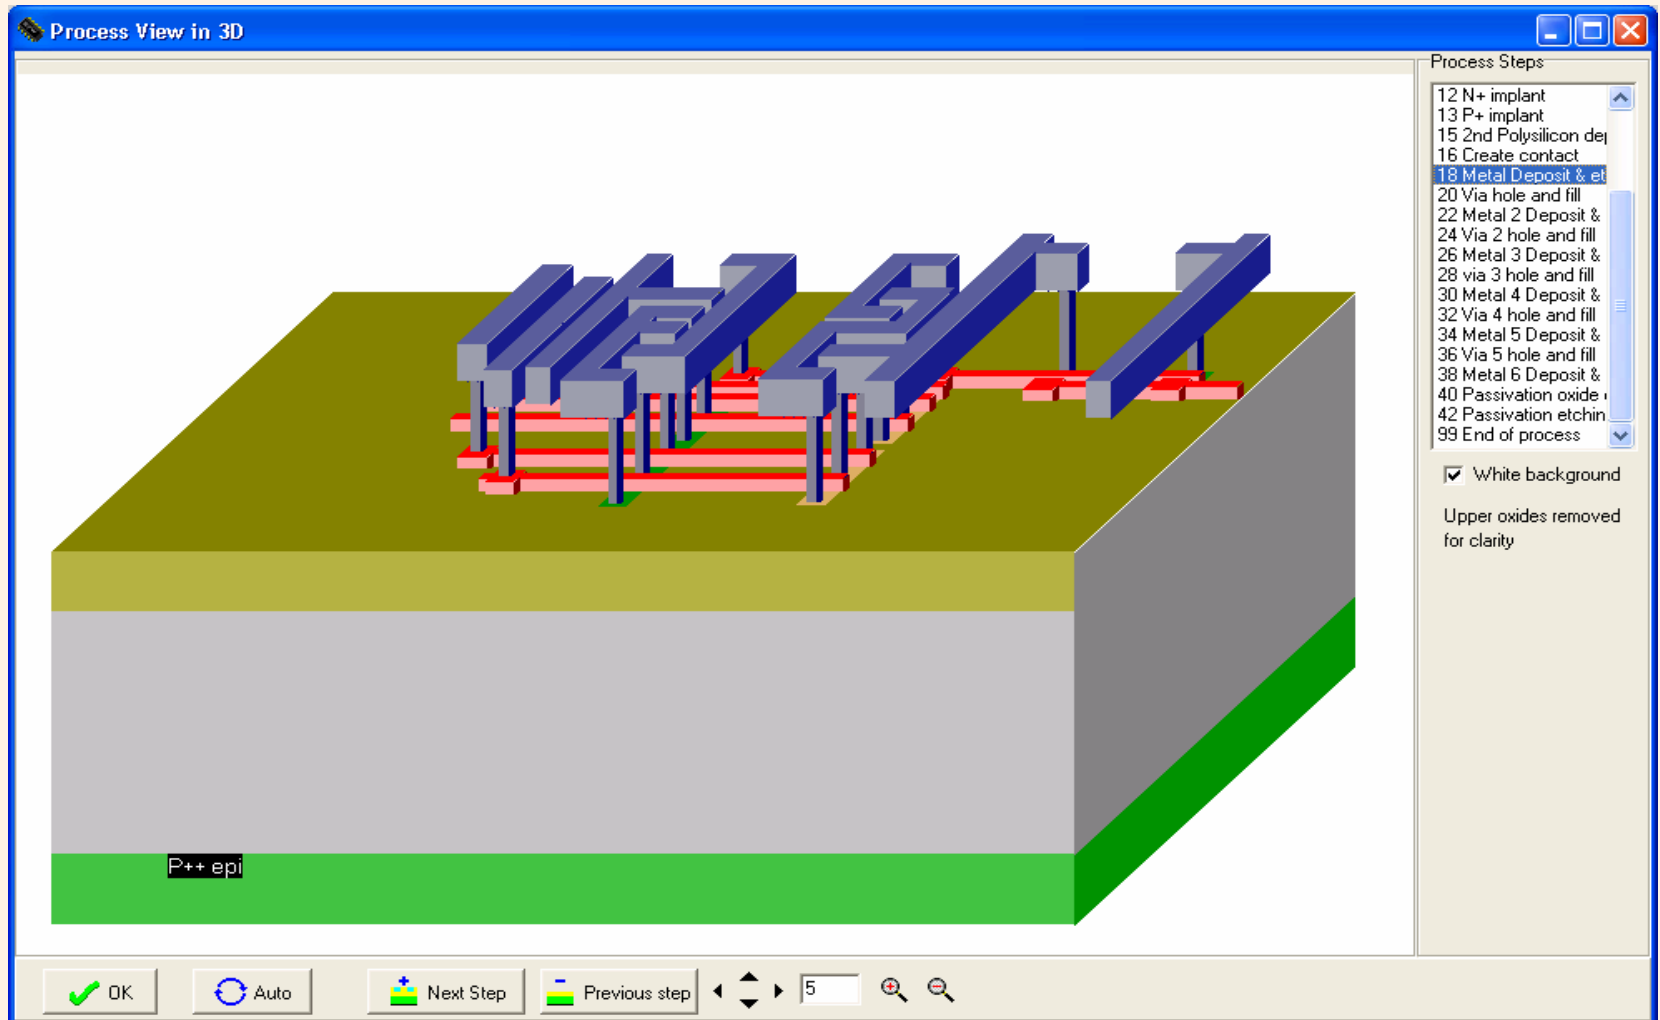 Process View in 3D
Process Steps
12 N+ implant
13 P+ implant
15 2nd Polysilicon dep
16 Create contact
18 Metal Deposit & et
20 Via hole and fill
22 Metal 2 Deposit &
24 Via 2 hole and fill
26 Metal 3 Deposit &
28 via 3 hole and fill
30 Metal 4 Deposit &
32 Via 4 hole and fill
34 Metal 5 Deposit &
36 Via 5 hole and fill
38 Metal 6 Deposit &
40 Passivation oxide
42 Passivation etchin
99 End of process
White background
Upper oxides removed
for clarity
P++ epi
OK
Auto
Next Step
Previous step
5